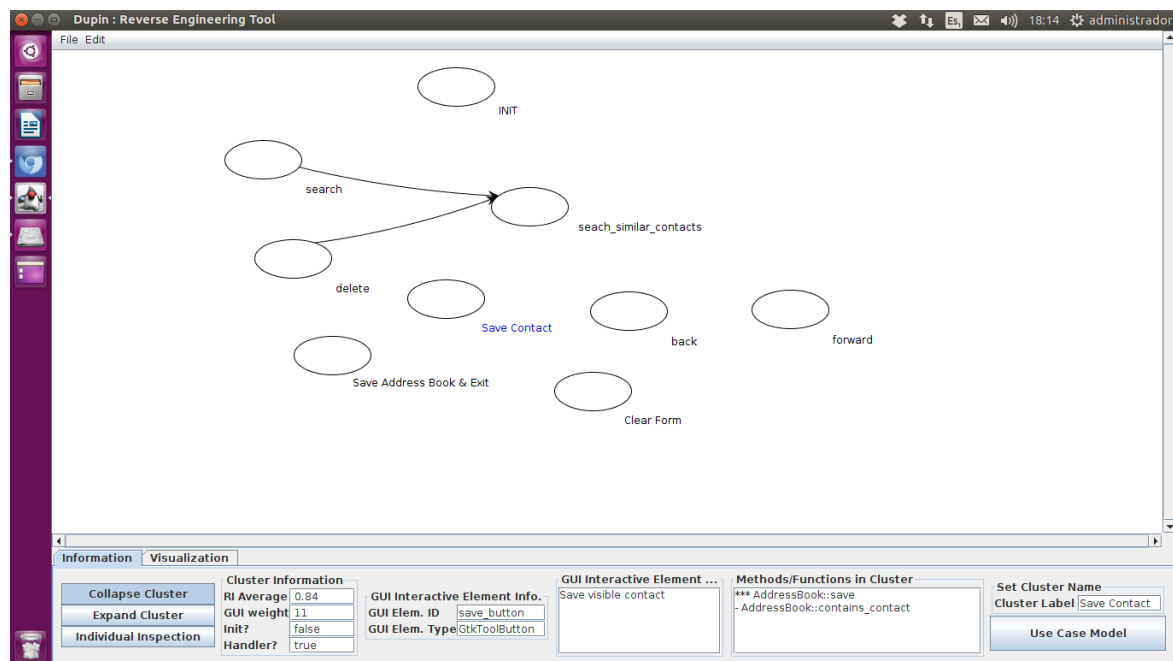 Dupin : Reverse Engineering Tool
Es1
18:14
administrador
File Edit
INIT
search
seach_similar_contacts
delete
Save Contact
back
forward
Save Address Book & Exit
Clear Form
Information
Visualization
Collapse Cluster
Expand Cluster
Individual Inspection
Cluster Information
RI Average 0.84
GUI weight 11
Init? false
Handler? true
GUI Interactive Element Info.
GUI Elem. ID save_button
GUI Elem. Type GtkToolButton
GUI Interactive Element ...
Save visible contact
Methods/Functions in Cluster
*** AddressBook::save
- AddressBook::contains_contact
Set Cluster Name
Cluster Label Save Contact
Use Case Model